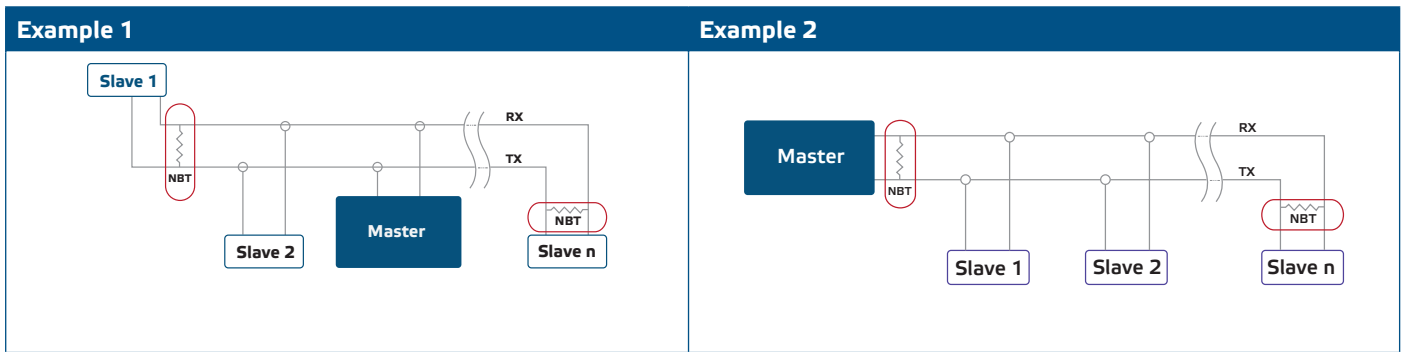 Example 1
Slave 1
RX
TX
NBT
NBT
Master
Slave 2
Slave n
Example 2
RX
Master
TX
NBT
NBT
Slave 1
Slave 2
Slave n